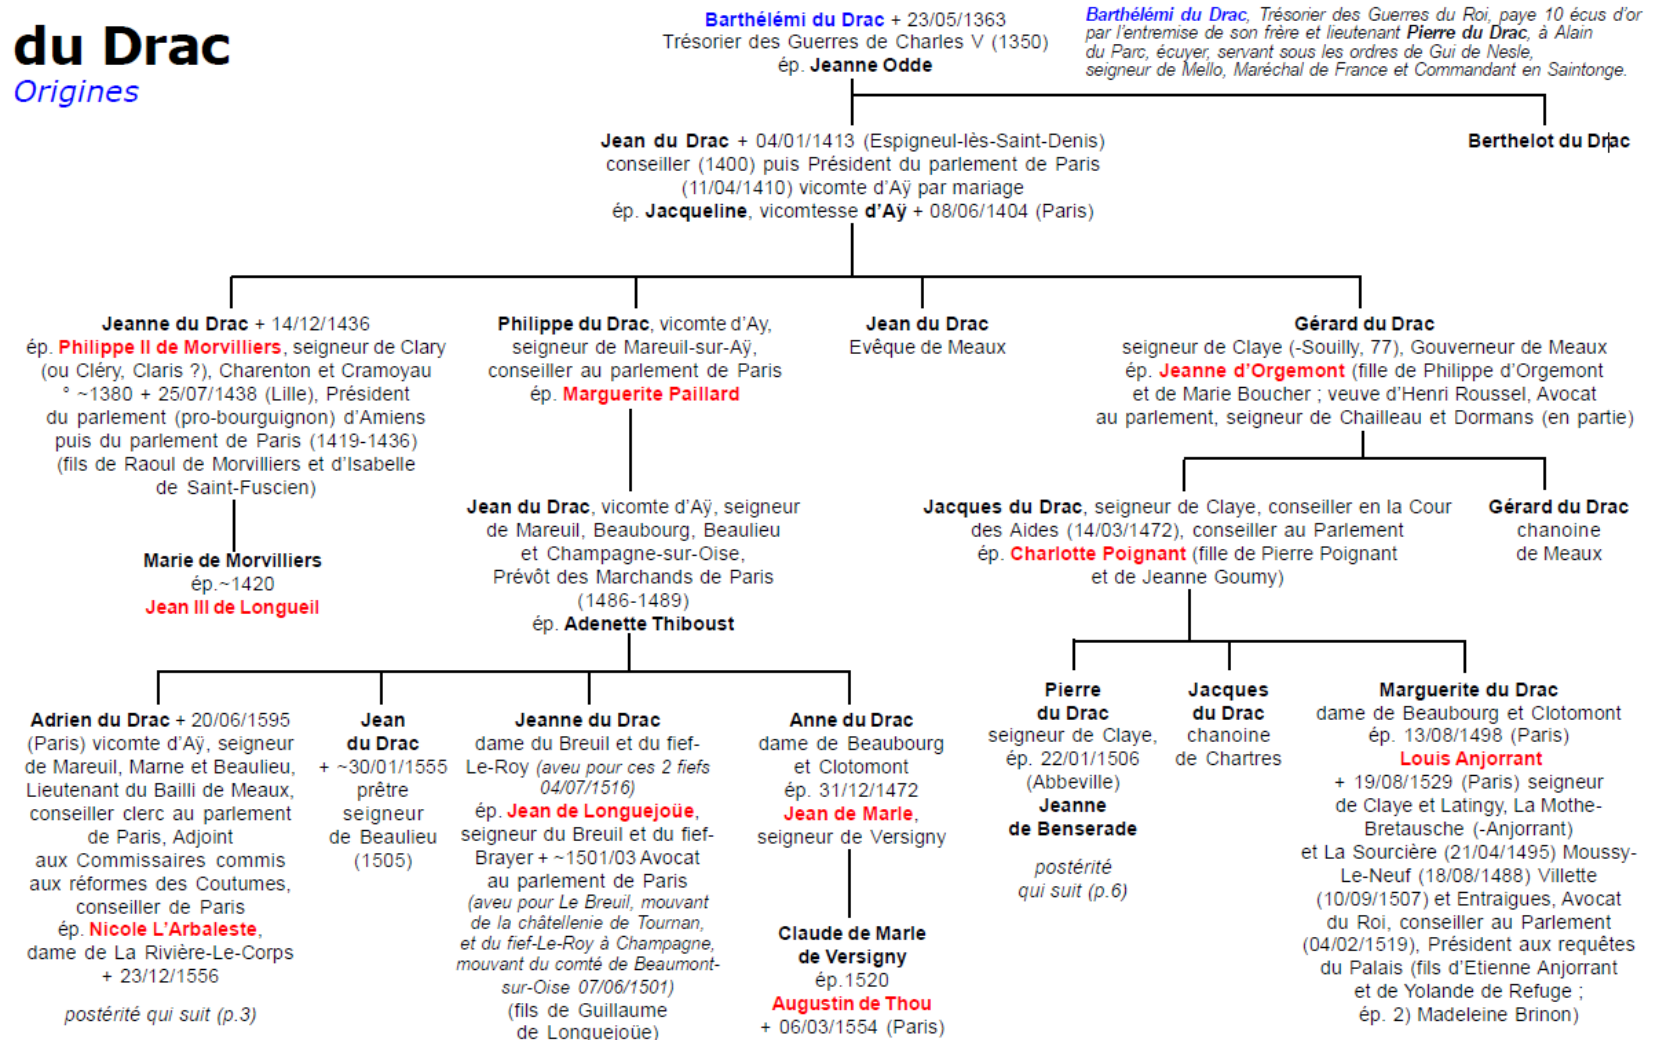 du Drac
Origines
Barthélémi du Drac + 23/05/1363
Trésorier des Guerres de Charles V (1350)
ép. Jeanne Odde
Barthélémi du Drac, Trésorier des Guerres du Roi, paye 10 écus d'or
par l'entremise de son frère et lieutenant Pierre du Drac, à Alain
du Parc, écuyer, servant sous les ordres de Gui de Nesle,
seigneur de Mello, Maréchal de France et Commandant en Saintonge.
Jean du Drac + 04/01/1413 (Espigneul-lès-Saint-Denis)
conseiller (1400) puis Président du parlement de Paris
(11/04/1410) vicomte d'Aÿ par mariage
ép. Jacqueline, vicomtesse d'Aÿ + 08/06/1404 (Paris)
Berthelot du Drac
Jeanne du Drac + 14/12/1436
ép. Philippe II de Morvilliers, seigneur de Clary
(ou Cléry, Claris ?), Charenton et Cramoyau
° ~1380 + 25/07/1438 (Lille), Président
du parlement (pro-bourguignon) d'Amiens
puis du parlement de Paris (1419-1436)
(fils de Raoul de Morvilliers et d'Isabelle
de Saint-Fuscien)
Philippe du Drac, vicomte d'Ay,
seigneur de Mareuil-sur-Aÿ,
conseiller au parlement de Paris
ép. Marguerite Paillard
Jean du Drac
Evêque de Meaux
Gérard du Drac
seigneur de Claye (-Souilly, 77), Gouverneur de Meaux
ép. Jeanne d'Orgemont (fille de Philippe d'Orgemont
et de Marie Boucher ; veuve d'Henri Roussel, Avocat
au parlement, seigneur de Chailleau et Dormans (en partie)
Marie de Morvilliers
ép.~1420
Jean III de Longueil
Jean du Drac, vicomte d'Aÿ, seigneur
de Mareuil, Beaubourg, Beaulieu
et Champagne-sur-Oise,
Prévôt des Marchands de Paris
(1486-1489)
ép. Adenette Thiboust
Jacques du Drac, seigneur de Claye, conseiller en la Cour
des Aides (14/03/1472), conseiller au Parlement
ép. Charlotte Poignant (fille de Pierre Poignant
et de Jeanne Goumy)
Gérard du Drac
chanoine
de Meaux
Adrien du Drac + 20/06/1595
(Paris) vicomte d'Aÿ, seigneur
de Mareuil, Marne et Beaulieu,
Lieutenant du Bailli de Meaux,
conseiller clerc au parlement
de Paris, Adjoint
aux Commissaires commis
aux réformes des Coutumes,
conseiller de Paris
ép. Nicole L'Arbaleste,
dame de La Rivière-Le-Corps
+ 23/12/1556
postérité qui suit (p.3)
Jean
du Drac
+ ~30/01/1555
prêtre
seigneur
de Beaulieu
(1505)
Jeanne du Drac
dame du Breuil et du fief-
Le-Roy (aveu pour ces 2 fiefs
04/07/1516)
ép. Jean de Longuejoüe,
seigneur du Breuil et du fief-
Brayer + ~1501/03 Avocat
au parlement de Paris
(aveu pour Le Breuil, mouvant
de la châtellenie de Tournan,
et du fief-Le-Roy à Champagne,
mouvant du comté de Beaumont-
sur-Oise 07/06/1501)
(fils de Guillaume
de Longuejoüe)
Anne du Drac
dame de Beaubourg
et Clotomont
ép. 31/12/1472
Jean de Marle,
seigneur de Versigny
Claude de Marle
de Versigny
ép.1520
Augustin de Thou
+ 06/03/1554 (Paris)
Pierre
du Drac
seigneur de Claye,
ép. 22/01/1506
(Abbeville)
Jeanne
de Benserade
postérité
qui suit (p.6)
Jacques
du Drac
chanoine
de Chartres
Marguerite du Drac
dame de Beaubourg et Clotomont
ép. 13/08/1498 (Paris)
Louis Anjorrant
+ 19/08/1529 (Paris) seigneur
de Claye et Latingy, La Mothe-
Bretausche (-Anjorrant)
et La Sourcière (21/04/1495) Moussy-
Le-Neuf (18/08/1488) Villette
(10/09/1507) et Entraigues, Avocat
du Roi, conseiller au Parlement
(04/02/1519), Président aux requêtes
du Palais (fils d'Etienne Anjorrant
et de Yolande de Refuge ;
ép. 2) Madeleine Brinon)